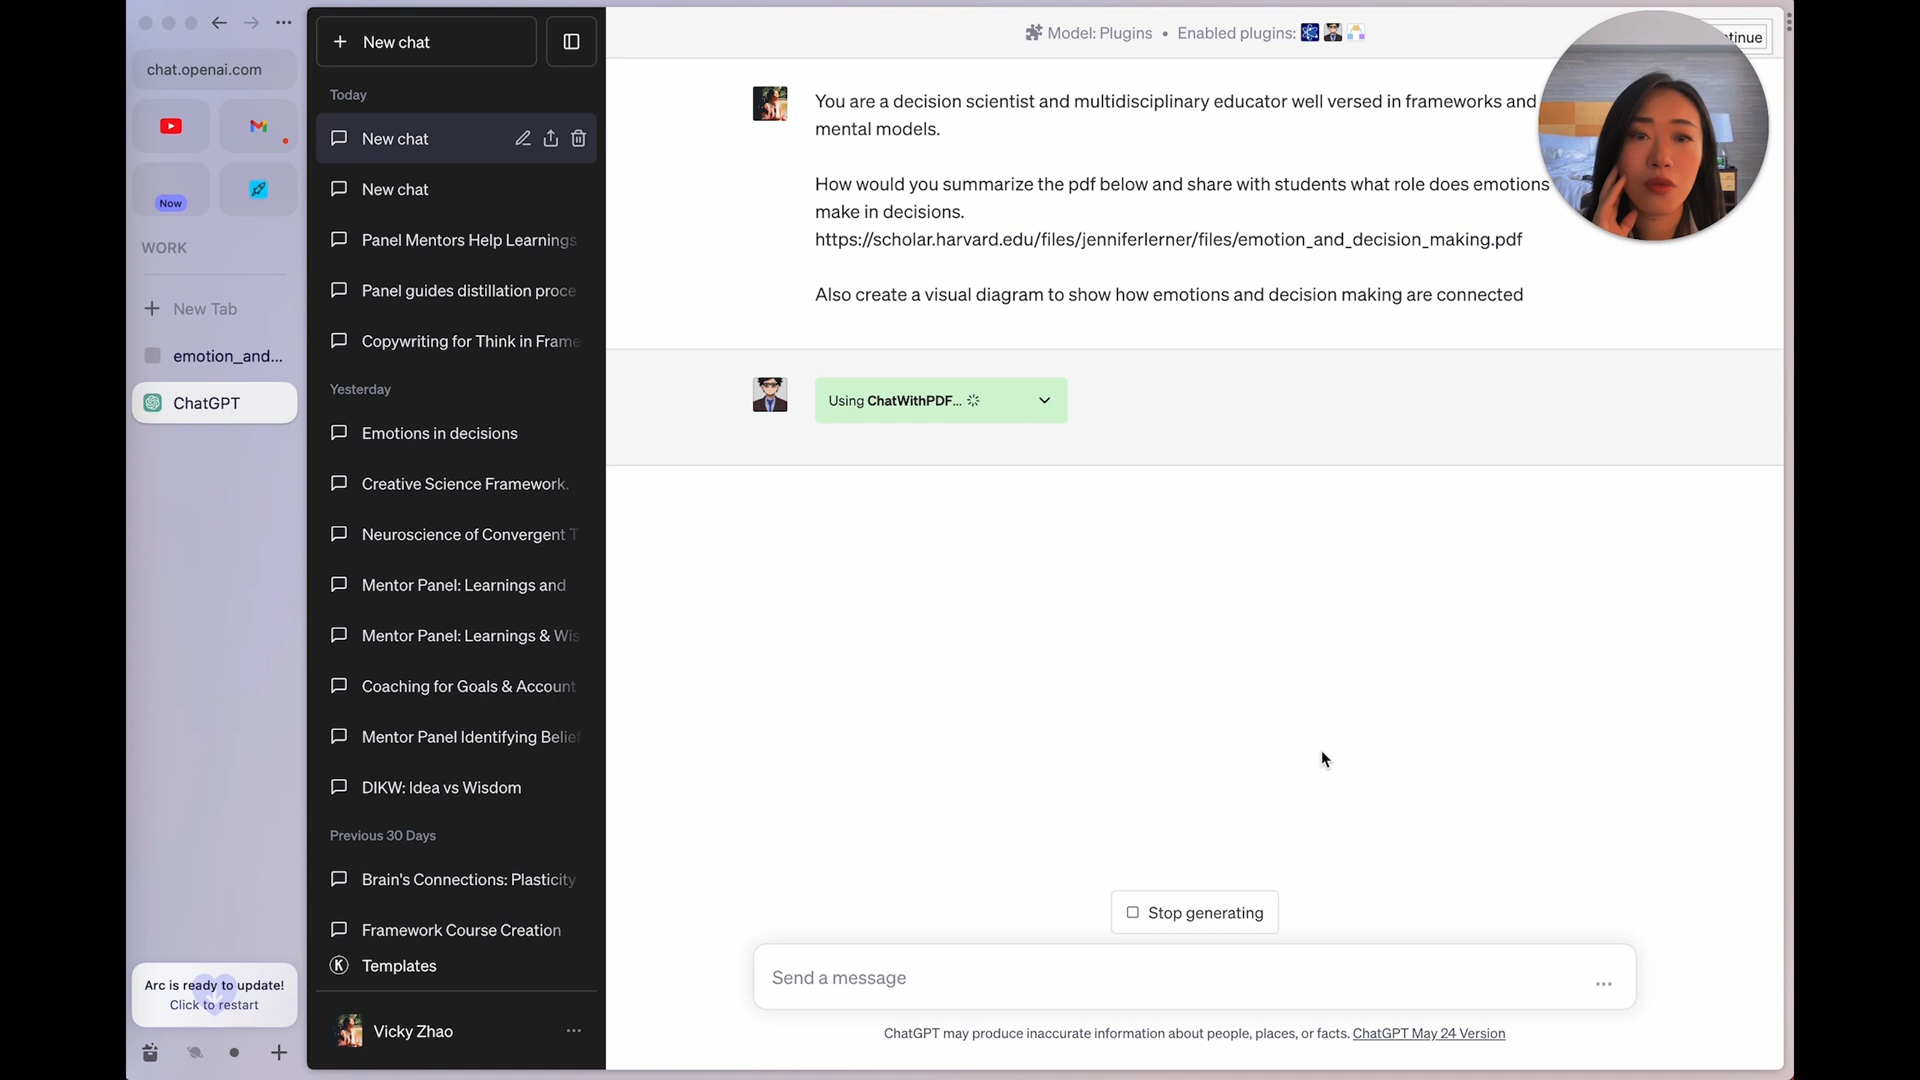 chat.openai.com
Now
WORK
New Tab
emotion_and...
ChatGPT
Arc is ready to update!
Click to restart
New chat
Today
New chat
New chat
Panel Mentors Help Learnings
Panel guides distillation proce
Copywriting for Think in Frame
Yesterday
Emotions in decisions
Creative Science Framework.
Neuroscience of Convergent T
Mentor Panel: Learnings and
Mentor Panel: Learnings & Wis
Coaching for Goals & Account
Mentor Panel Identifying Belief
DIKW: Idea vs Wisdom
Previous 30 Days
Brain's Connections: Plasticity
Framework Course Creation
K Templates
Vicky Zhao
Model: Plugins • Enabled plugins:
tinue
You are a decision scientist and multidisciplinary educator well versed in frameworks and
mental models.
How would you summarize the pdf below and share with students what role does emotions
make in decisions.
https://scholar.harvard.edu/files/jenniferlerner/files/emotion_and_decision_making.pdf
Also create a visual diagram to show how emotions and decision making are connected
Using ChatWithPDF...
Stop generating
Send a message
ChatGPT may produce inaccurate information about people, places, or facts. ChatGPT May 24 Version